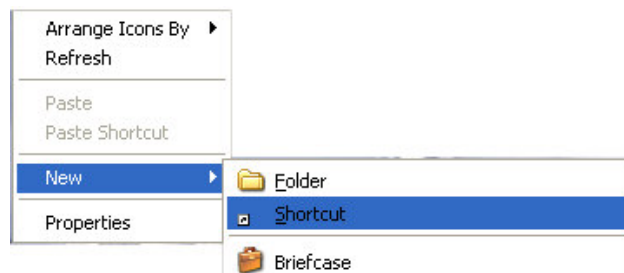 Arrange Icons By
Refresh
Paste
Paste Shortcut
New
Properties
Folder
Shortcut
Briefcase